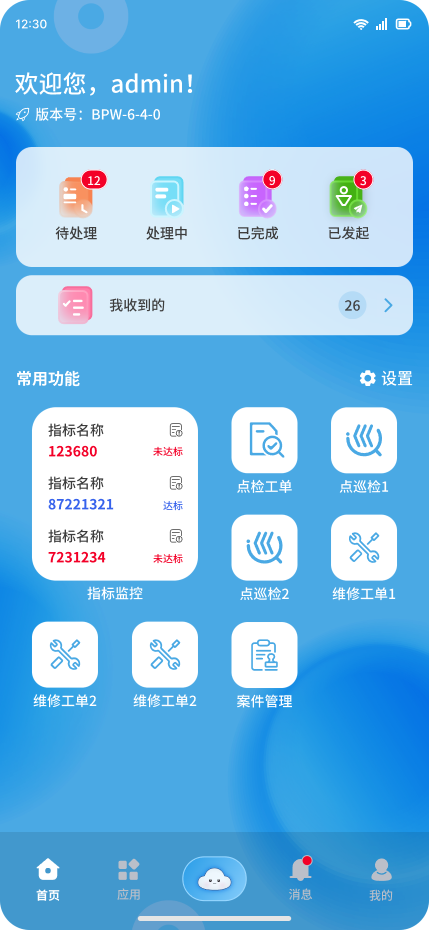 12:30
欢迎您，admin！
版本号：BPW-6-4-0
12
9
3
待处理
处理中
已完成
已发起
我收到的
26
常用功能
设置
指标名称
123680
未达标
指标名称
87221321
达标
指标名称
7231234
未达标
指标监控
点检工单
点巡检1
点巡检2
维修工单1
维修工单2
维修工单2
案件管理
首页
应用
消息
我的